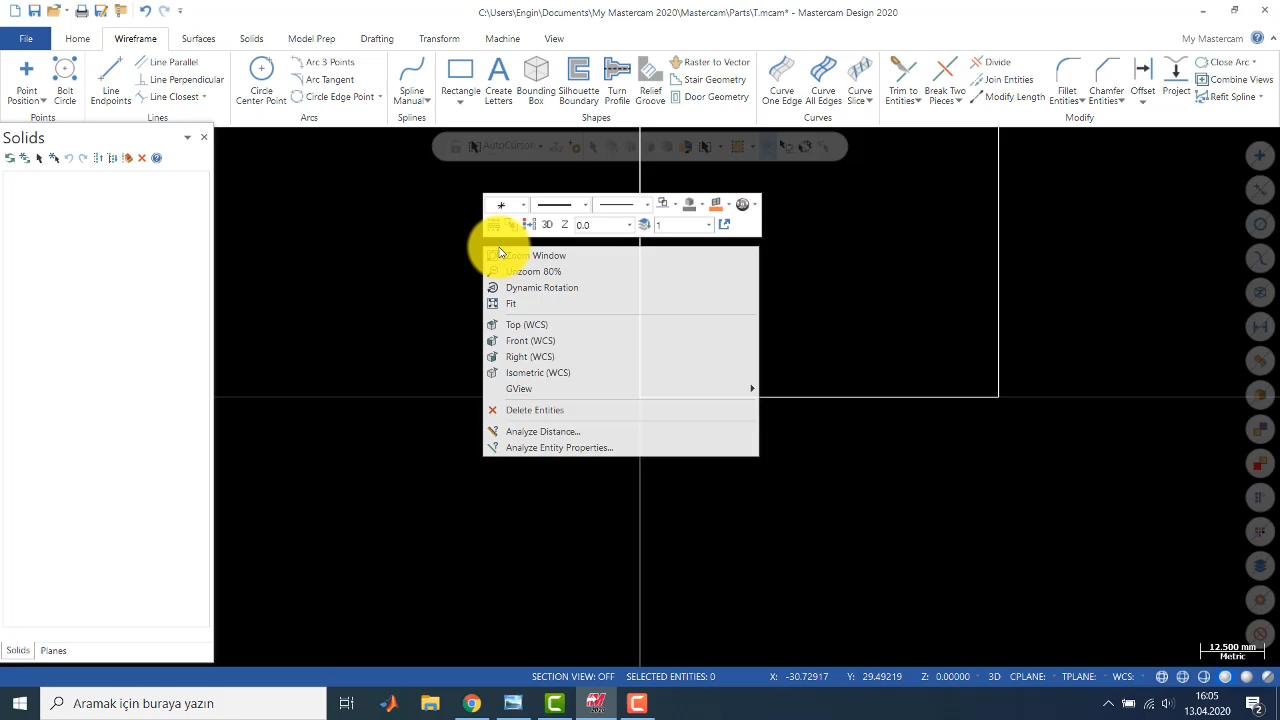 C:\Users\Engin\Documents\My Mastercam 2020\Mastercam\Parts\T.mcam* - Mastercam Design 2020
File Home Wireframe Surfaces Solids Model Prep Drafting Transform Machine View My Mastercam
Point Position
Bolt Circle
Points
Line Endpoints
Line Parallel
Line Perpendicular
Line Closest
Lines
Circle Center Point
Arc 3 Points
Arc Tangent
Circle Edge Point
Arcs
Spline Manual
Splines
Rectangle
Create Letters
Bounding Box
Silhouette Boundary
Turn Profile
Relief Groove
Raster to Vector
Stair Geometry
Door Geometry
Shapes
Curve One Edge
Curve All Edges
Curve Slice
Curves
Trim to Entities
Break Two Pieces
Divide
Join Entities
Modify Length
Fillet Entities
Chamfer Entities
Offset
Project
Close Arc
Combine Views
Refit Spline
Modify
Solids
AutoCursor
3D Z 0.0 1
Zoom Window
Unzoom 80%
Dynamic Rotation
Fit
Top (WCS)
Front (WCS)
Right (WCS)
Isometric (WCS)
GView
Delete Entities
Analyze Distance...
Analyze Entity Properties...
Solids Planes
12.500 mm
Metric
SECTION VIEW: OFF SELECTED ENTITIES: 0 X: -30.72917 Y: 29.49219 Z: 0.00000 3D CPLANE: TPLANE: WCS:
Aramak için buraya yazın
2020
16:05
13.04.2020
2